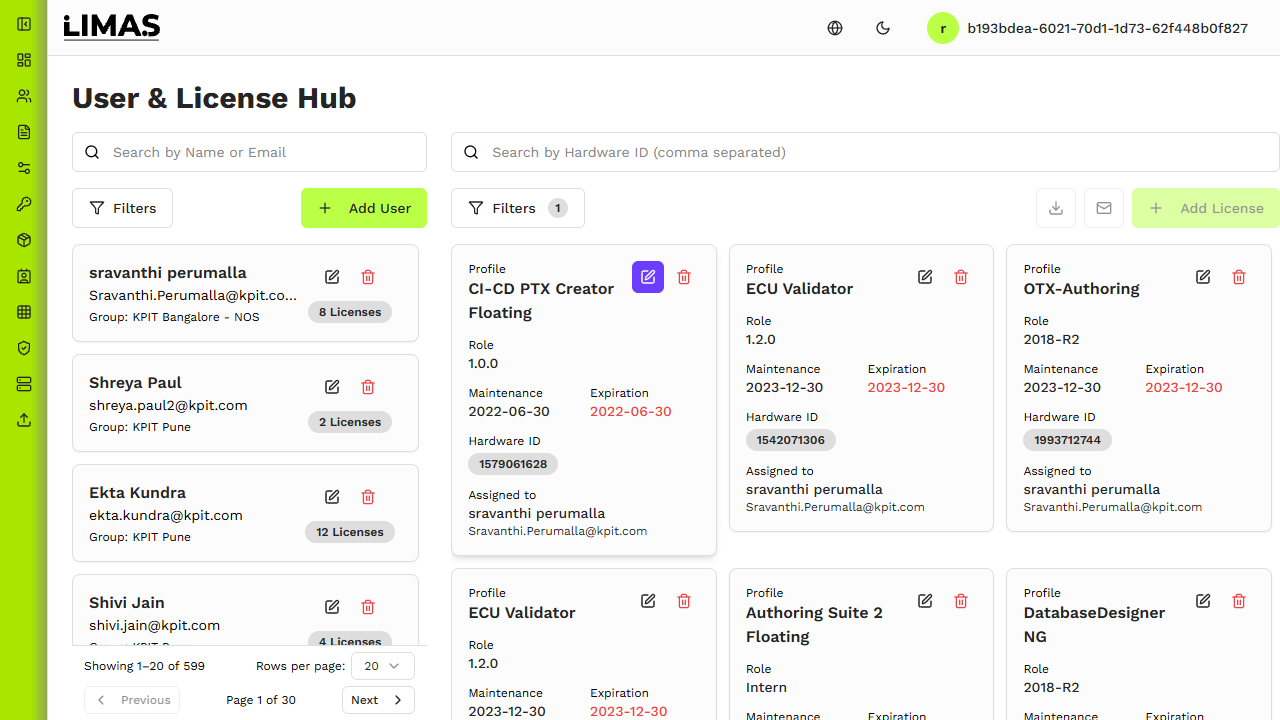 LIMAS
r
b193bdea-6021-70d1-1d73-62f448b0f827
User & License Hub
Search by Name or Email
Search by Hardware ID (comma separated)
Filters
Add User
Filters 1
Add License
sravanthi perumalla
Sravanthi.Perumalla@kpit.co...
Group: KPIT Bangalore - NOS
8 Licenses
Shreya Paul
shreya.paul2@kpit.com
Group: KPIT Pune
2 Licenses
Ekta Kundra
ekta.kundra@kpit.com
Group: KPIT Pune
12 Licenses
Shivi Jain
shivi.jain@kpit.com
4 Licenses
Showing 1–20 of 599
Rows per page: 20
Previous
Page 1 of 30
Next
Profile
CI-CD PTX Creator
Floating
Role
1.0.0
Maintenance Expiration
2022-06-30 2022-06-30
Hardware ID
1579061628
Assigned to
sravanthi perumalla
Sravanthi.Perumalla@kpit.com
Profile
ECU Validator
Role
1.2.0
Maintenance Expiration
2023-12-30 2023-12-30
Hardware ID
1542071306
Assigned to
sravanthi perumalla
Sravanthi.Perumalla@kpit.com
Profile
OTX-Authoring
Role
2018-R2
Maintenance Expiration
2023-12-30 2023-12-30
Hardware ID
1993712744
Assigned to
sravanthi perumalla
Sravanthi.Perumalla@kpit.com
Profile
ECU Validator
Role
1.2.0
Maintenance Expiration
2023-12-30 2023-12-30
Profile
Authoring Suite 2
Floating
Role
Intern
Maintenance Expiration
Profile
DatabaseDesigner
NG
Role
2018-R2
Maintenance Expiration